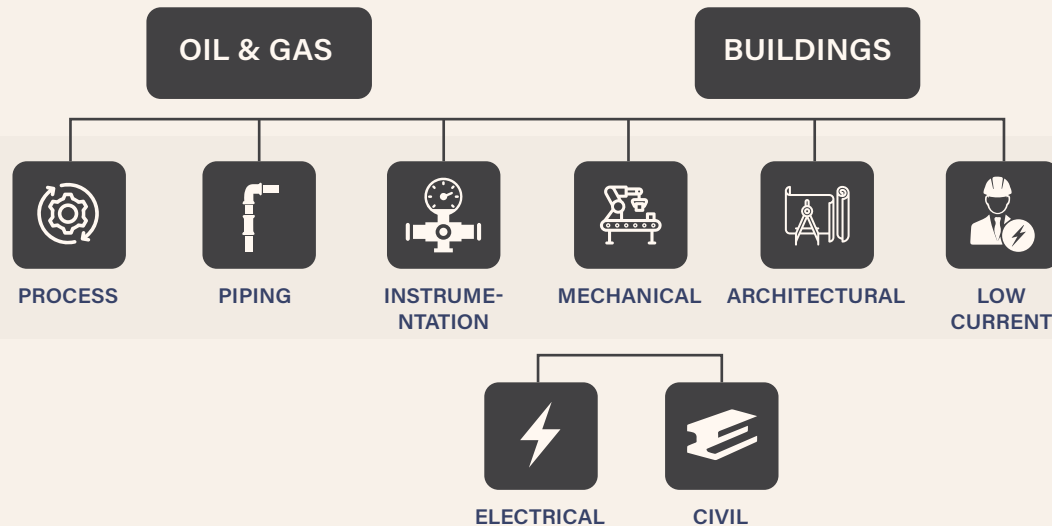 OIL & GAS
BUILDINGS
PROCESS
PIPING
INSTRUME-
NTATION
MECHANICAL
ARCHITECTURAL
LOW
CURRENT
ELECTRICAL
CIVIL